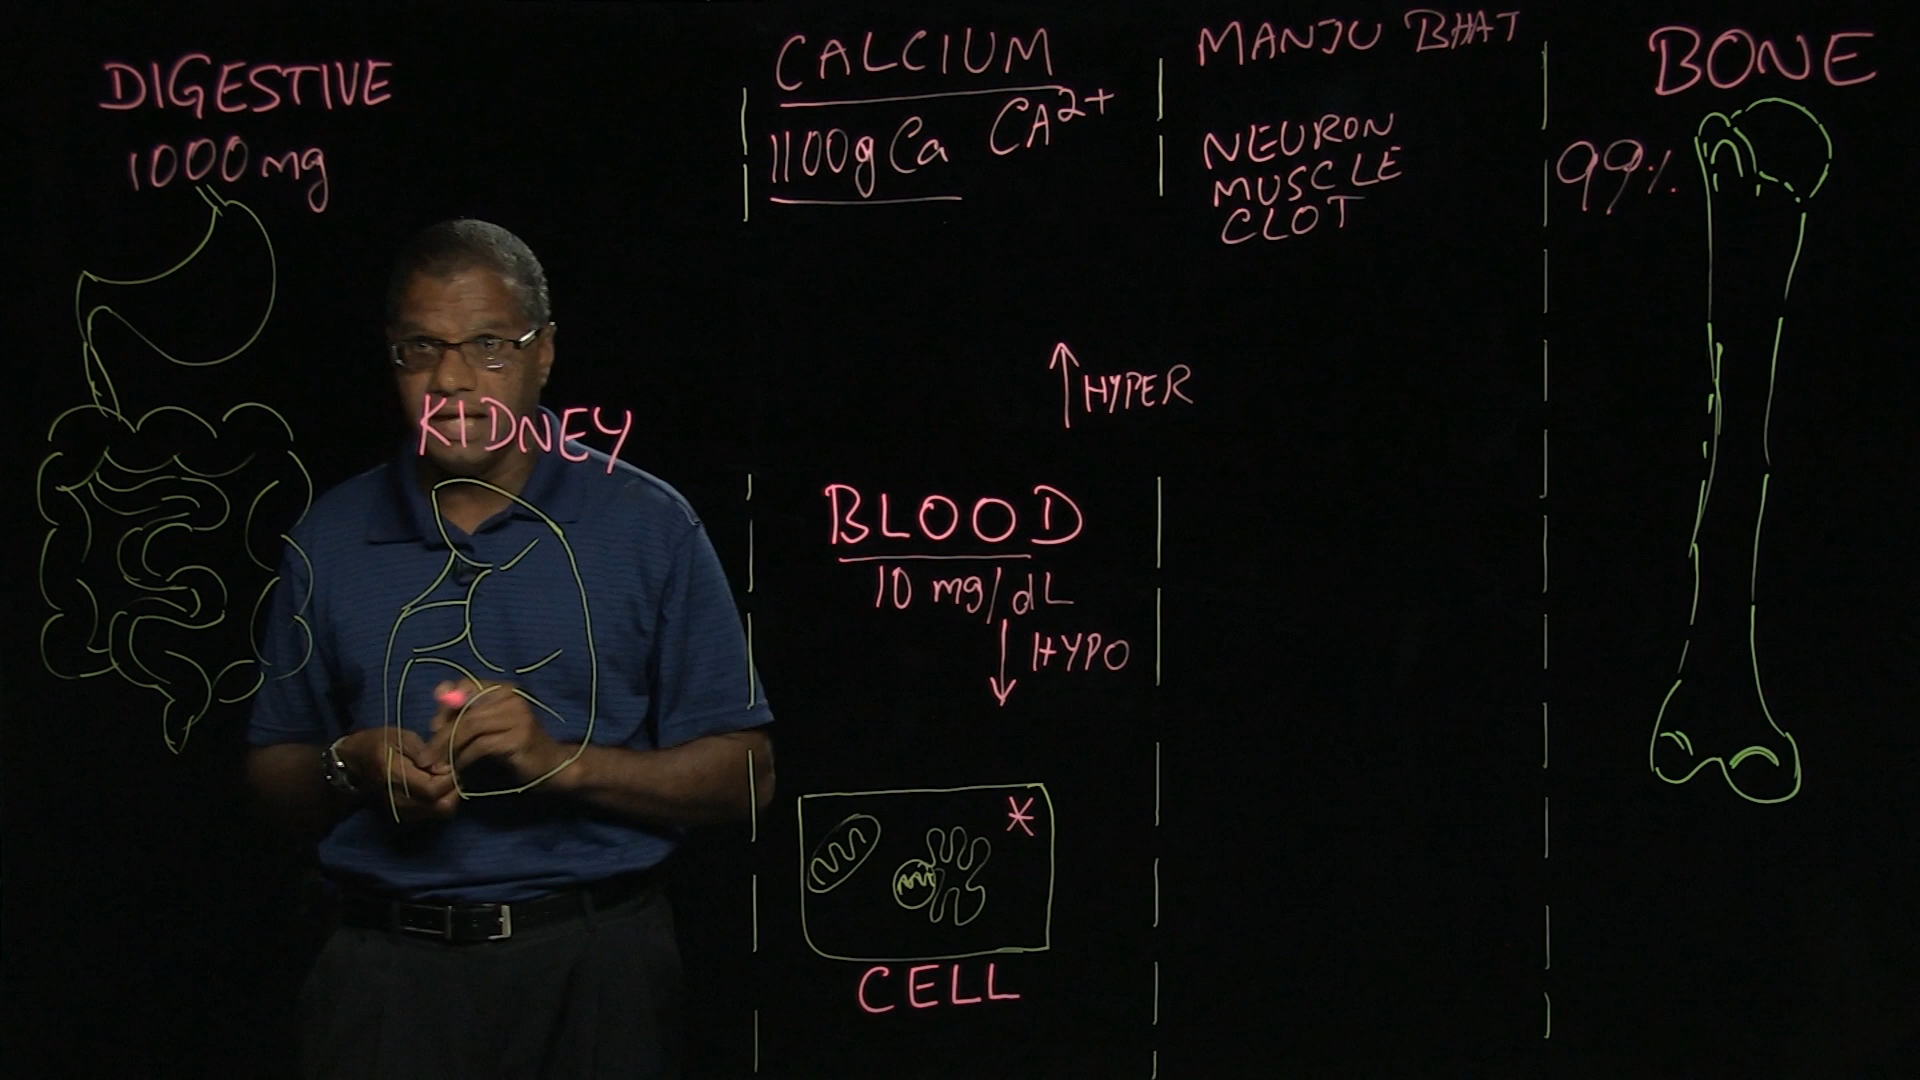 DIGESTIVE
1000 mg
KIDNEY
CALCIUM
1100g Ca CA2+
↑ HYPER
BLOOD
10 mg/dL
↓ HYPO
*
CELL
MANJU BHAT
NEURON
MUSCLE
CLOT
BONE
99%